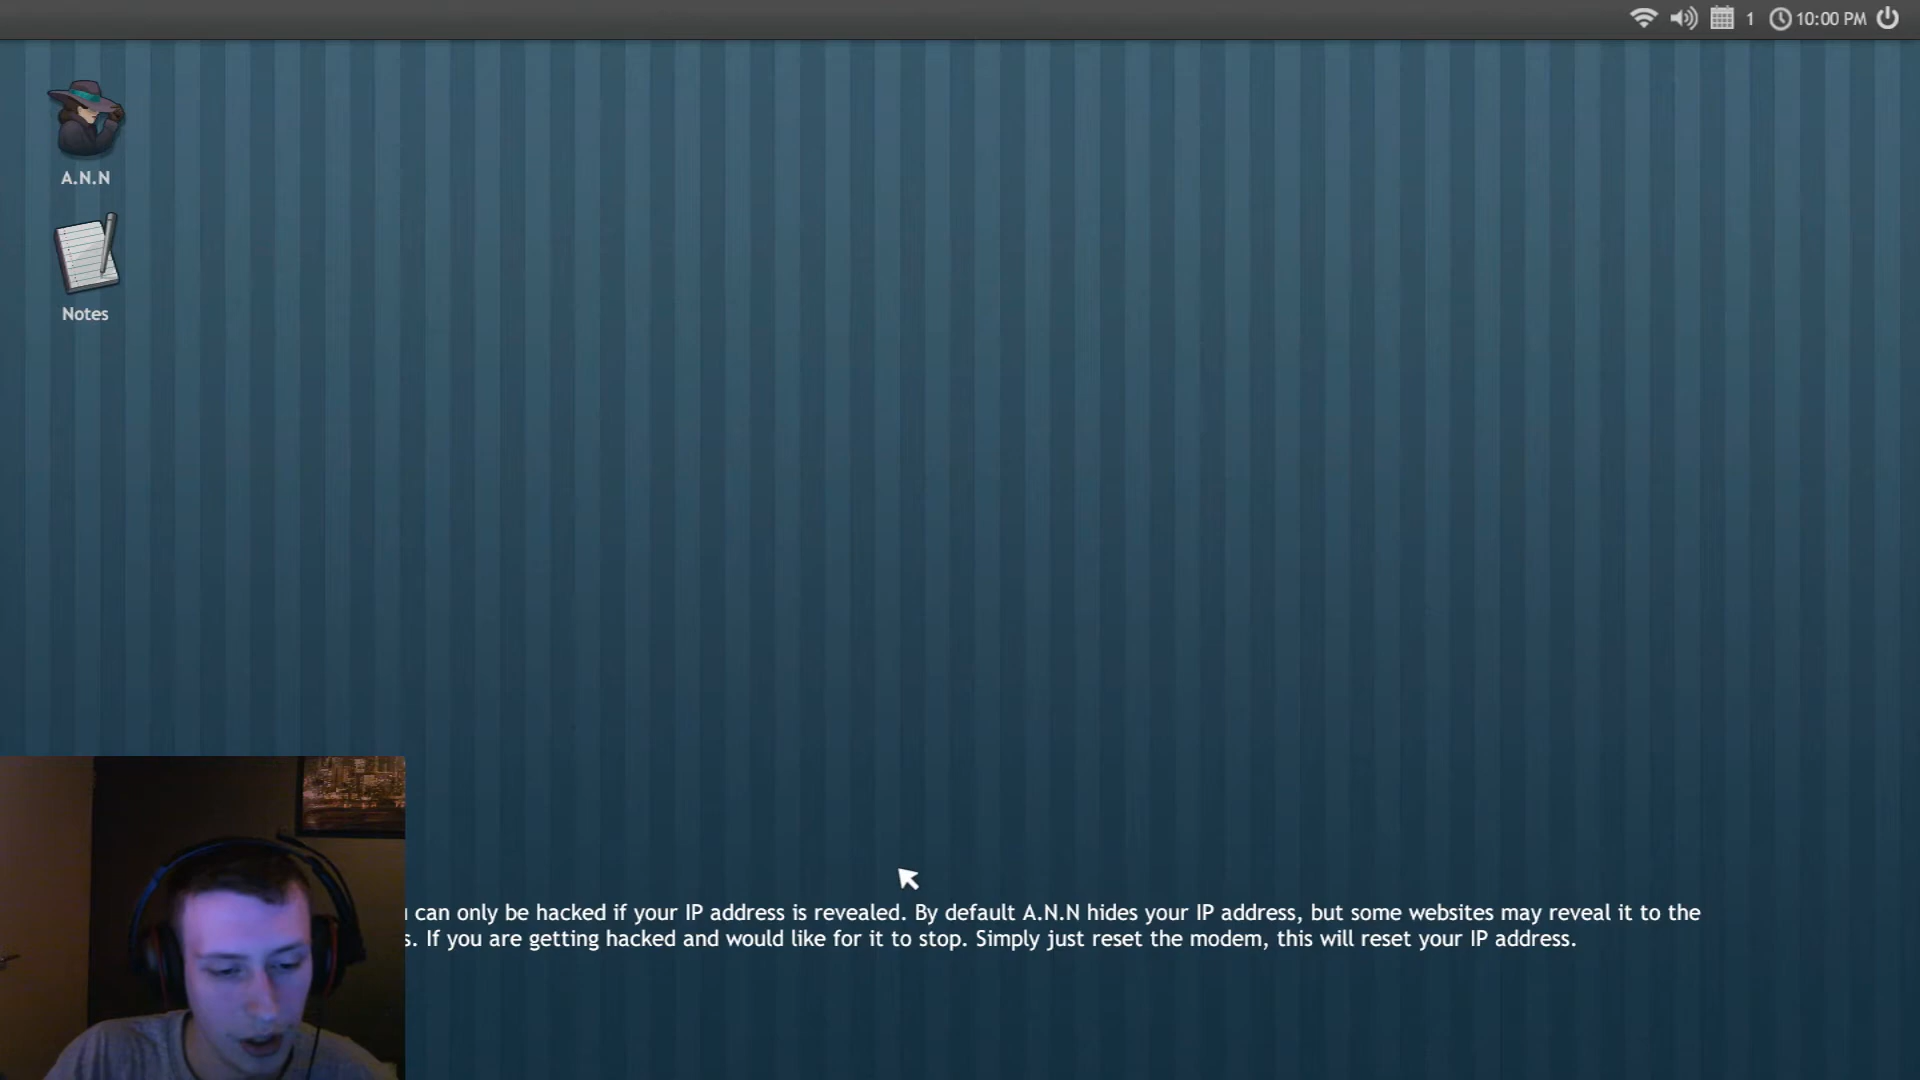 1 10:00 PM
A.N.N
Notes
can only be hacked if your IP address is revealed. By default A.N.N hides your IP address, but some websites may reveal it to the
If you are getting hacked and would like for it to stop. Simply just reset the modem, this will reset your IP address.